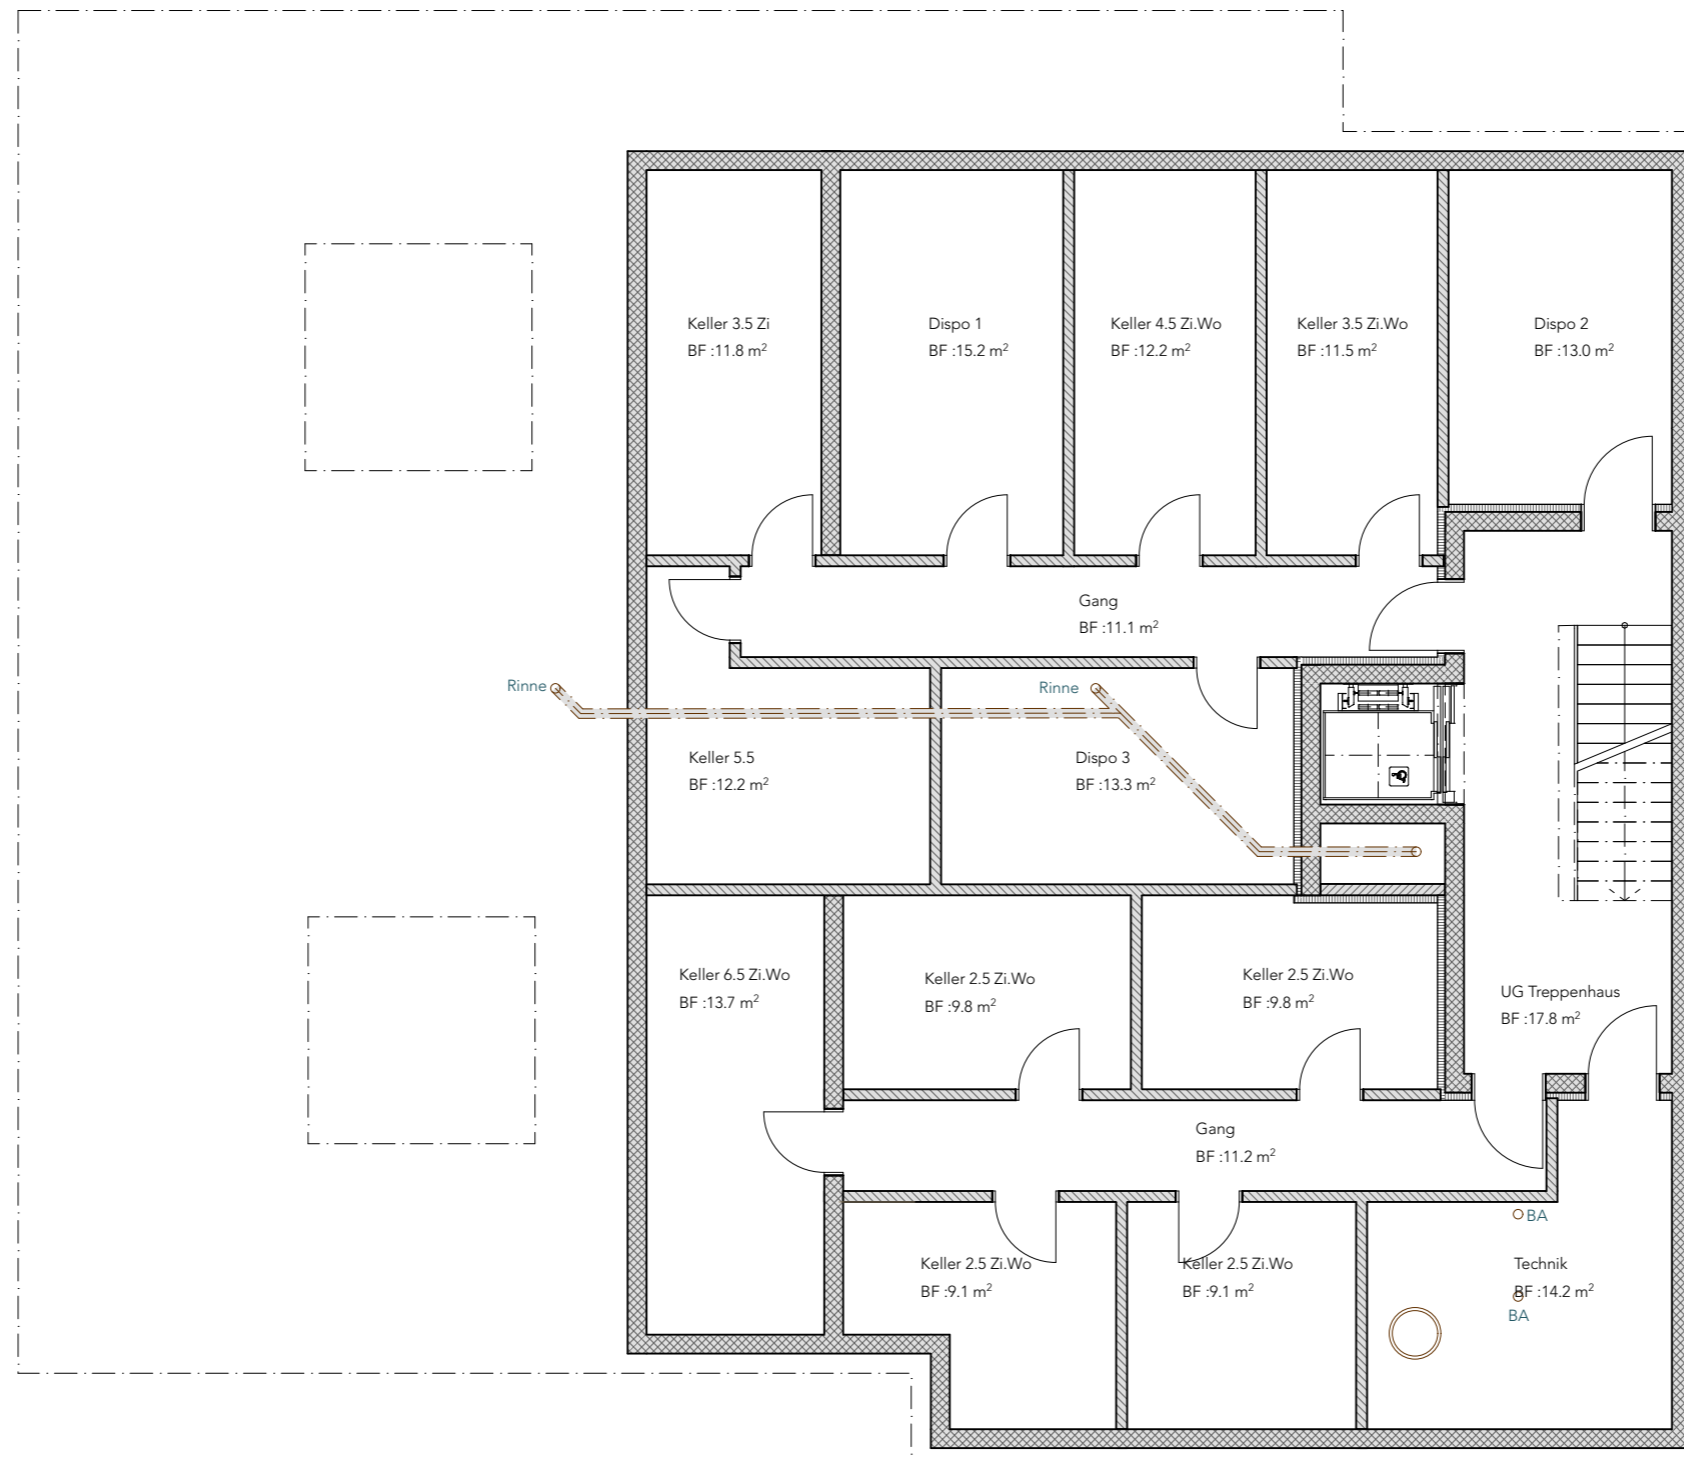 Keller 3.5 Zi
BF :11.8 m²
Dispo 1
BF :15.2 m²
Keller 4.5 Zi.Wo
BF :12.2 m²
Keller 3.5 Zi.Wo
BF :11.5 m²
Dispo 2
BF :13.0 m²
Gang
BF :11.1 m²
Rinne
Rinne
Keller 5.5
BF :12.2 m²
Dispo 3
BF :13.3 m²
Keller 6.5 Zi.Wo
BF :13.7 m²
Keller 2.5 Zi.Wo
BF :9.8 m²
Keller 2.5 Zi.Wo
BF :9.8 m²
UG Treppenhaus
BF :17.8 m²
Gang
BF :11.2 m²
BA
Keller 2.5 Zi.Wo
BF :9.1 m²
Keller 2.5 Zi.Wo
BF :9.1 m²
Technik
BF :14.2 m²
BA